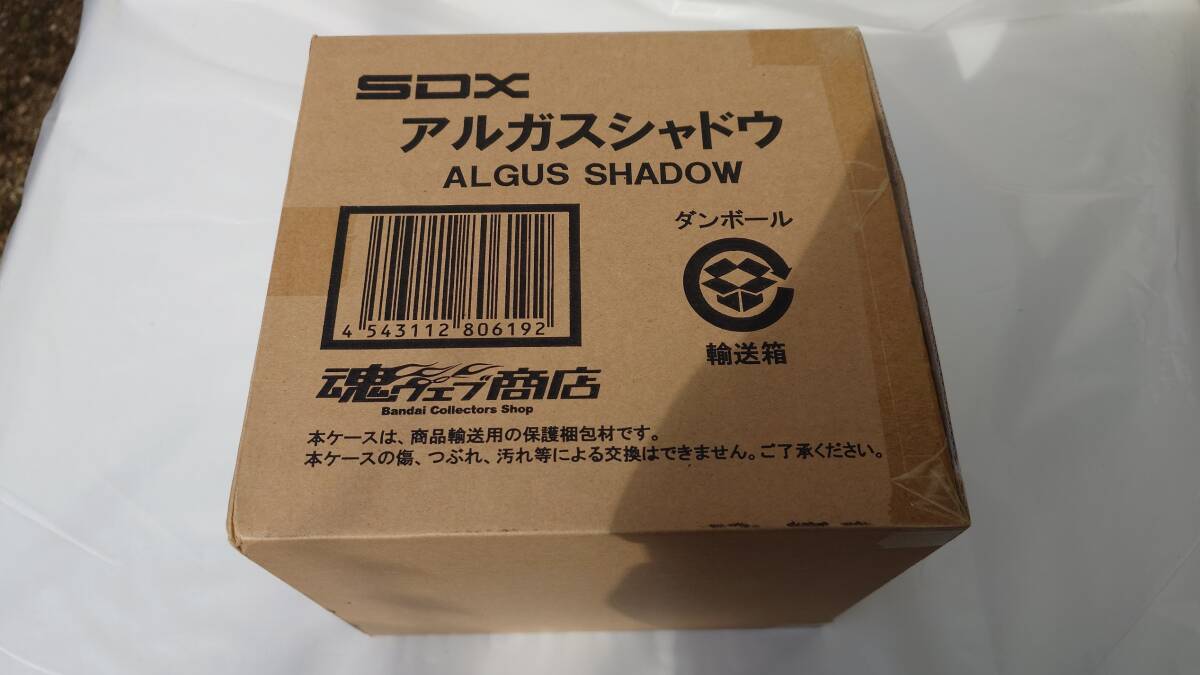 SDX
アルガスシャドウ
ALGUS SHADOW
4 543112 806192
ダンボール
輸送箱
魂ウェブ商店
Bandai Collectors Shop
本ケースは、商品輸送用の保護梱包材です。
本ケースの傷、つぶれ、汚れ等による交換はできません。ご了承ください。